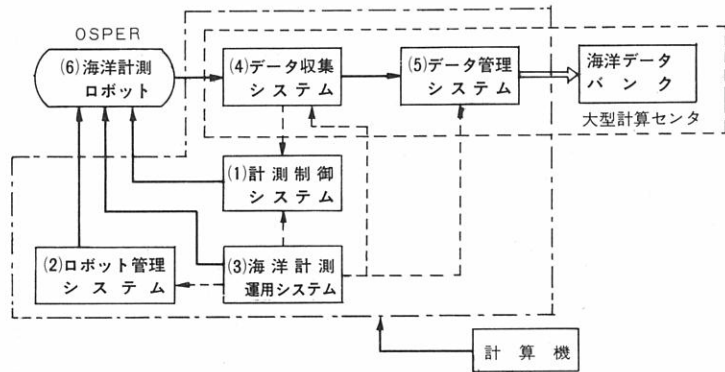 OSPER
(6)海洋計測
ロボット
(4)データ収集
システム
(5)データ管理
システム
海洋データ
バンク
大型計算センタ
(1)計測制御
システム
(2)ロボット管理
システム
(3)海洋計測
運用システム
計算機